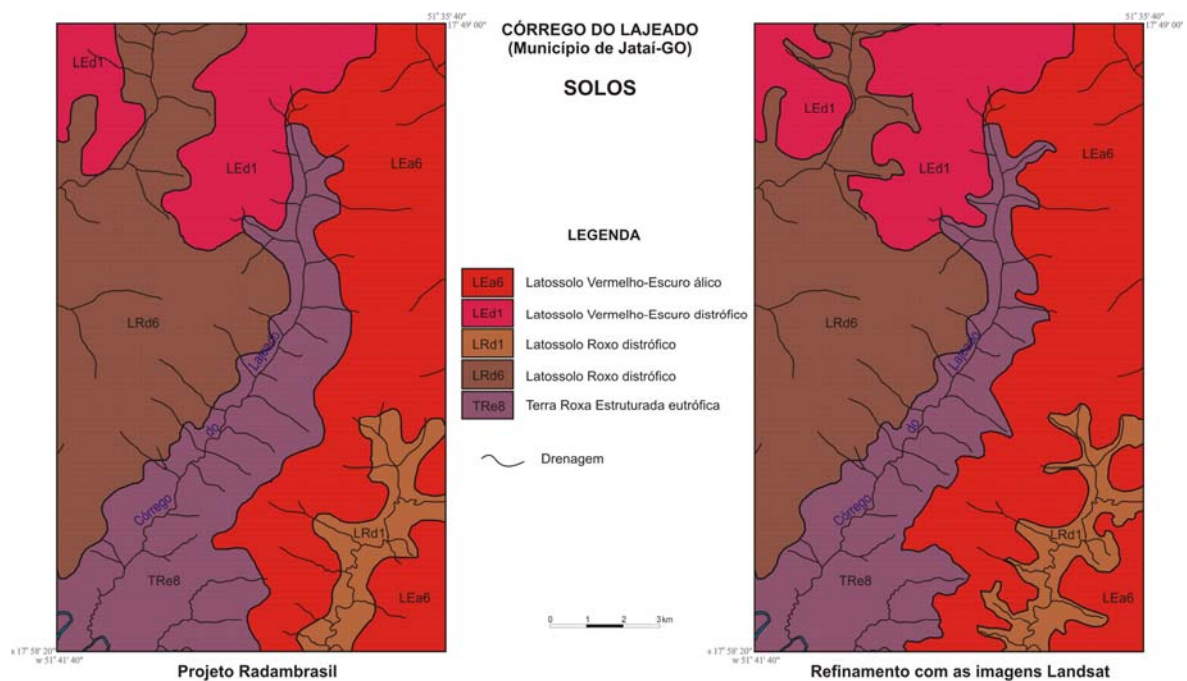 51° 35' 40"
17° 49' 00"
CÓRREGO DO LAJEADO
(Município de Jataí-GO)
SOLOS
51° 35' 40"
17° 49' 00"
LEd1
LEd1
LEa6
LRd6
Lajeado
do
Córrego
TRe8
LRd1
LEa6
s 17° 58' 20"
w 51° 41' 40"
Projeto Radambrasil
LEGENDA
LEa6 Latossolo Vermelho-Escuro álico
LEd1 Latossolo Vermelho-Escuro distrófico
LRd1 Latossolo Roxo distrófico
LRd6 Latossolo Roxo distrófico
TRe8 Terra Roxa Estruturada eutrófica
Drenagem
0 1 2 3 km
LEd1
LEd1
LEa6
LRd6
Lajeado
do
Córrego
TRe8
LRd1
LEa6
s 17° 58' 20"
w 51° 41' 40"
Refinamento com as imagens Landsat